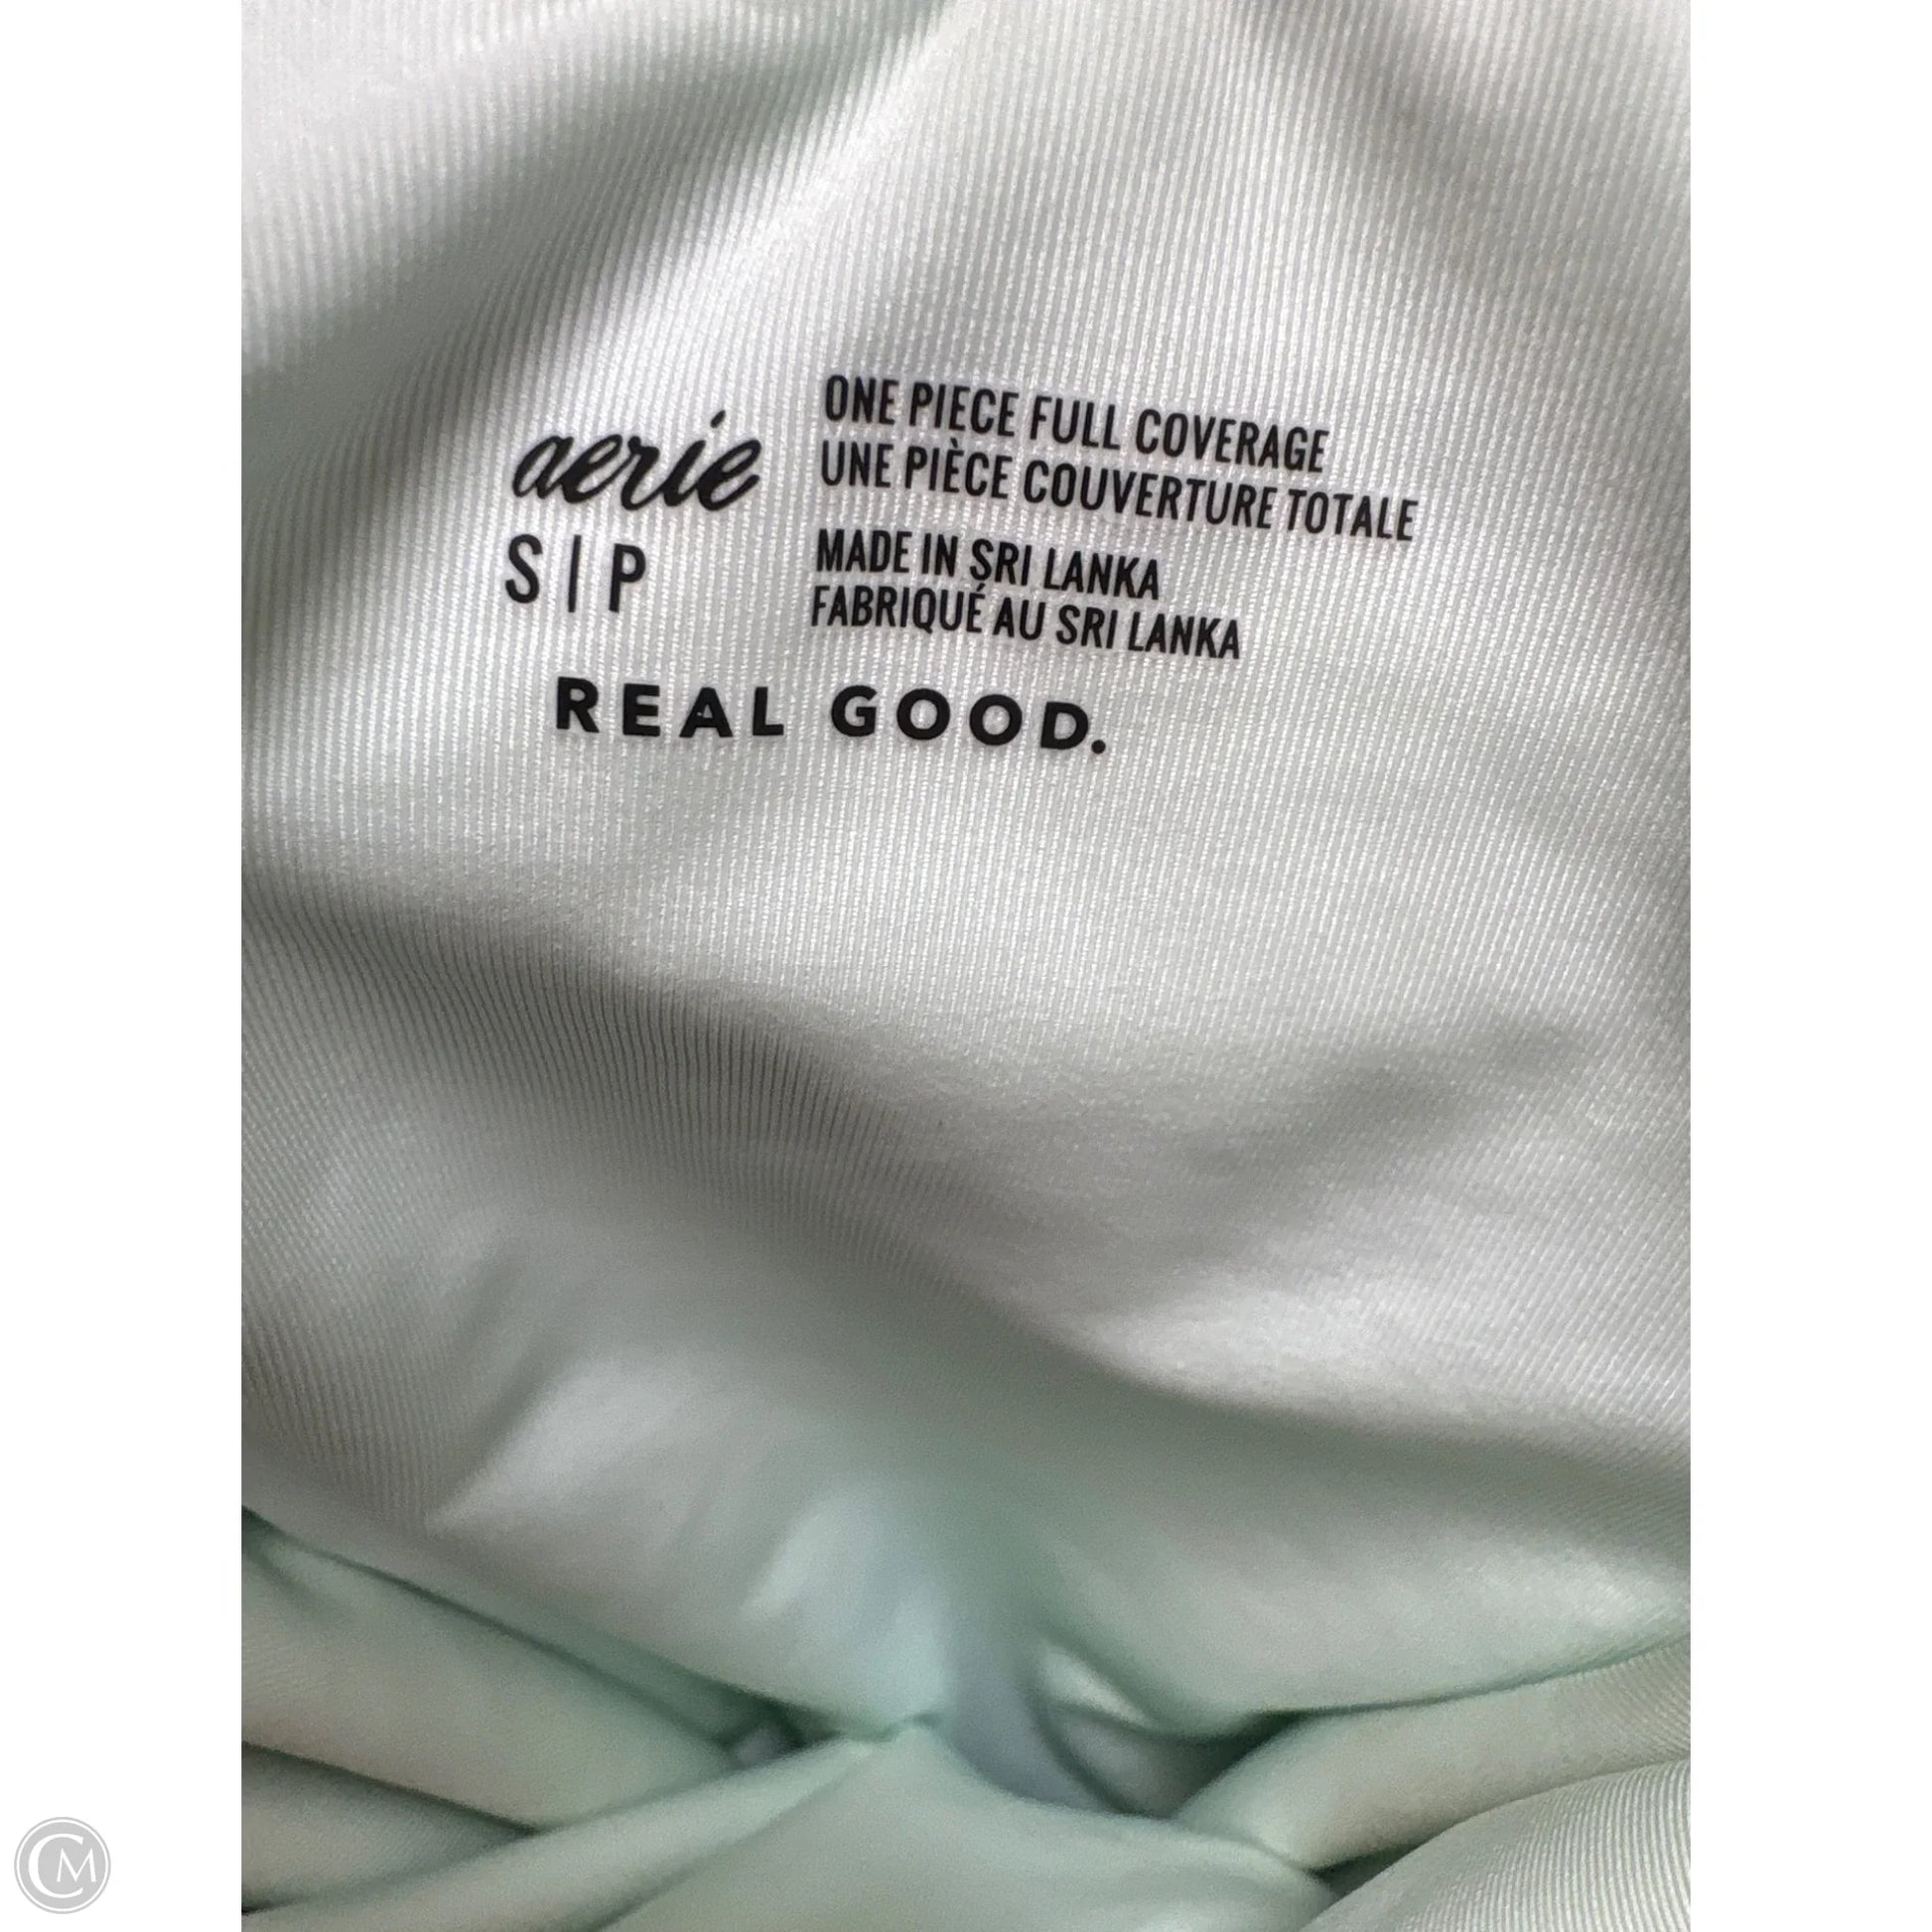 aerie
S|P
ONE PIECE FULL COVERAGE
UNE PIÈCE COUVERTURE TOTALE
MADE IN SRI LANKA
FABRIQUÉ AU SRI LANKA
REAL GOOD.
CM